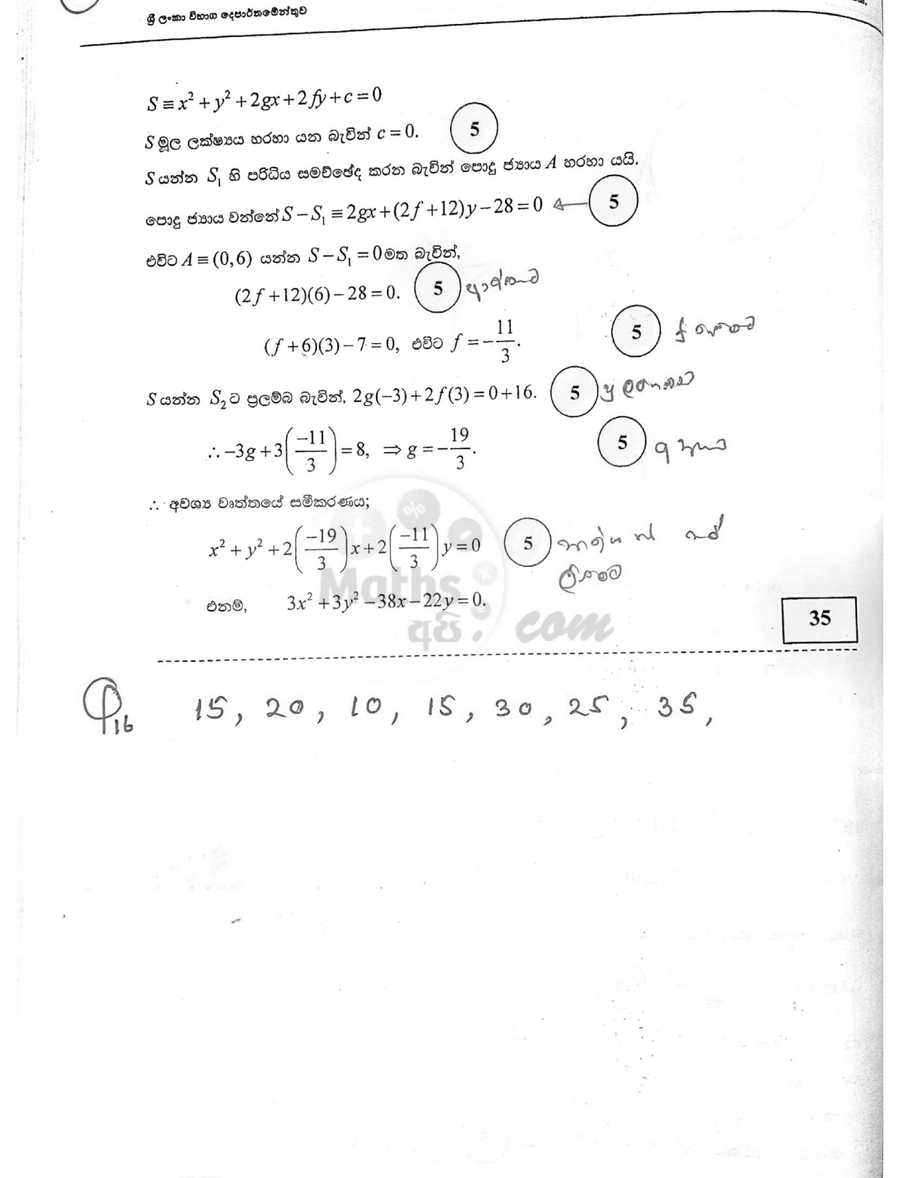 ශ්‍රී ලංකා විභාග දෙපාර්තමේන්තුව
S ≡ x² + y² + 2gx + 2fy + c = 0
S මූල ලක්ෂ්‍යය හරහා යන බැවින් c = 0. 5
S යන්න S₁ හි පරිධිය සමච්ඡේද කරන බැවින් පොදු ජ්‍යාය A හරහා යයි.
පොදු ජ්‍යාය වන්නේ S − S₁ ≡ 2gx + (2f + 12)y − 28 = 0 ← 5
එවිට A ≡ (0, 6) යන්න S − S₁ = 0 මත බැවින්,
(2f + 12)(6) − 28 = 0. 5
(f + 6)(3) − 7 = 0, එවිට f = −11/3. 5
S යන්න S₂ ට ප්‍රලම්බ බැවින්, 2g(−3) + 2f(3) = 0 + 16. 5
∴ −3g + 3(−11/3) = 8, ⇒ g = −19/3. 5
∴ අවශ්‍ය වෘත්තයේ සමීකරණය;
x² + y² + 2(−19/3)x + 2(−11/3)y = 0 5
එනම්, 3x² + 3y² − 38x − 22y = 0.
35
Maths
අපි. com
Q16 15, 20, 10, 15, 30, 25, 35,